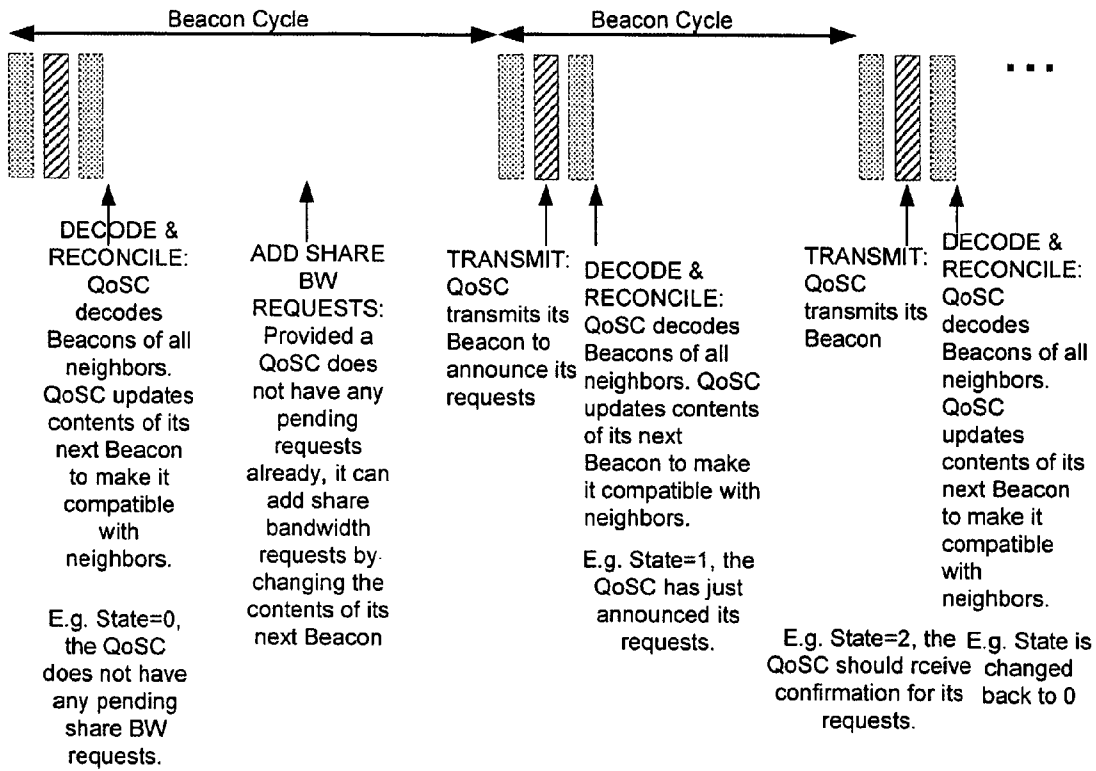 Beacon Cycle
Beacon Cycle
...
DECODE &
RECONCILE:
QoSC
decodes
Beacons of all
neighbors.
QoSC updates
contents of its
next Beacon
to make it
compatible
with
neighbors.
E.g. State=0,
the QoSC
does not have
any pending
share BW
requests.
ADD SHARE
BW
REQUESTS:
Provided a
QoSC does
not have any
pending
requests
already, it can
add share
bandwidth
requests by
changing the
contents of its
next Beacon
TRANSMIT:
QoSC
transmits its
Beacon to
announce its
requests
DECODE &
RECONCILE:
QoSC decodes
Beacons of all
neighbors. QoSC
updates contents
of its next
Beacon to make
it compatible with
neighbors.
E.g. State=1, the
QoSC has just
announced its
requests.
TRANSMIT:
QoSC
transmits its
Beacon
E.g. State=2, the
QoSC should rceive
confirmation for its
requests.
DECODE &
RECONCILE:
QoSC
decodes
Beacons of all
neighbors.
QoSC
updates
contents of its
next Beacon
to make it
compatible
with
neighbors.
E.g. State is
changed
back to 0